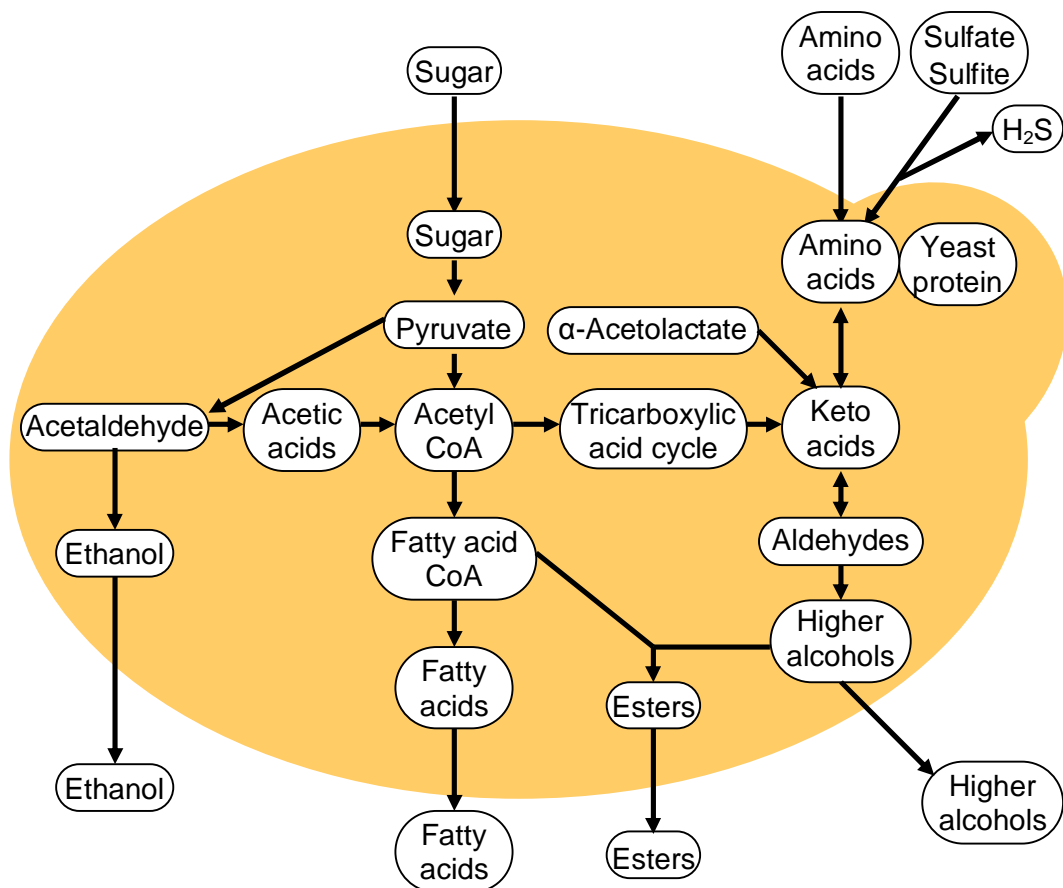 Sugar
Amino
acids
Sulfate
Sulfite
H₂S
Sugar
Amino
acids
Yeast
protein
Pyruvate
α-Acetolactate
Acetaldehyde
Acetic
acids
Acetyl
CoA
Tricarboxylic
acid cycle
Keto
acids
Ethanol
Fatty acid
CoA
Aldehydes
Higher
alcohols
Fatty
acids
Esters
Ethanol
Higher
alcohols
Fatty
acids
Esters